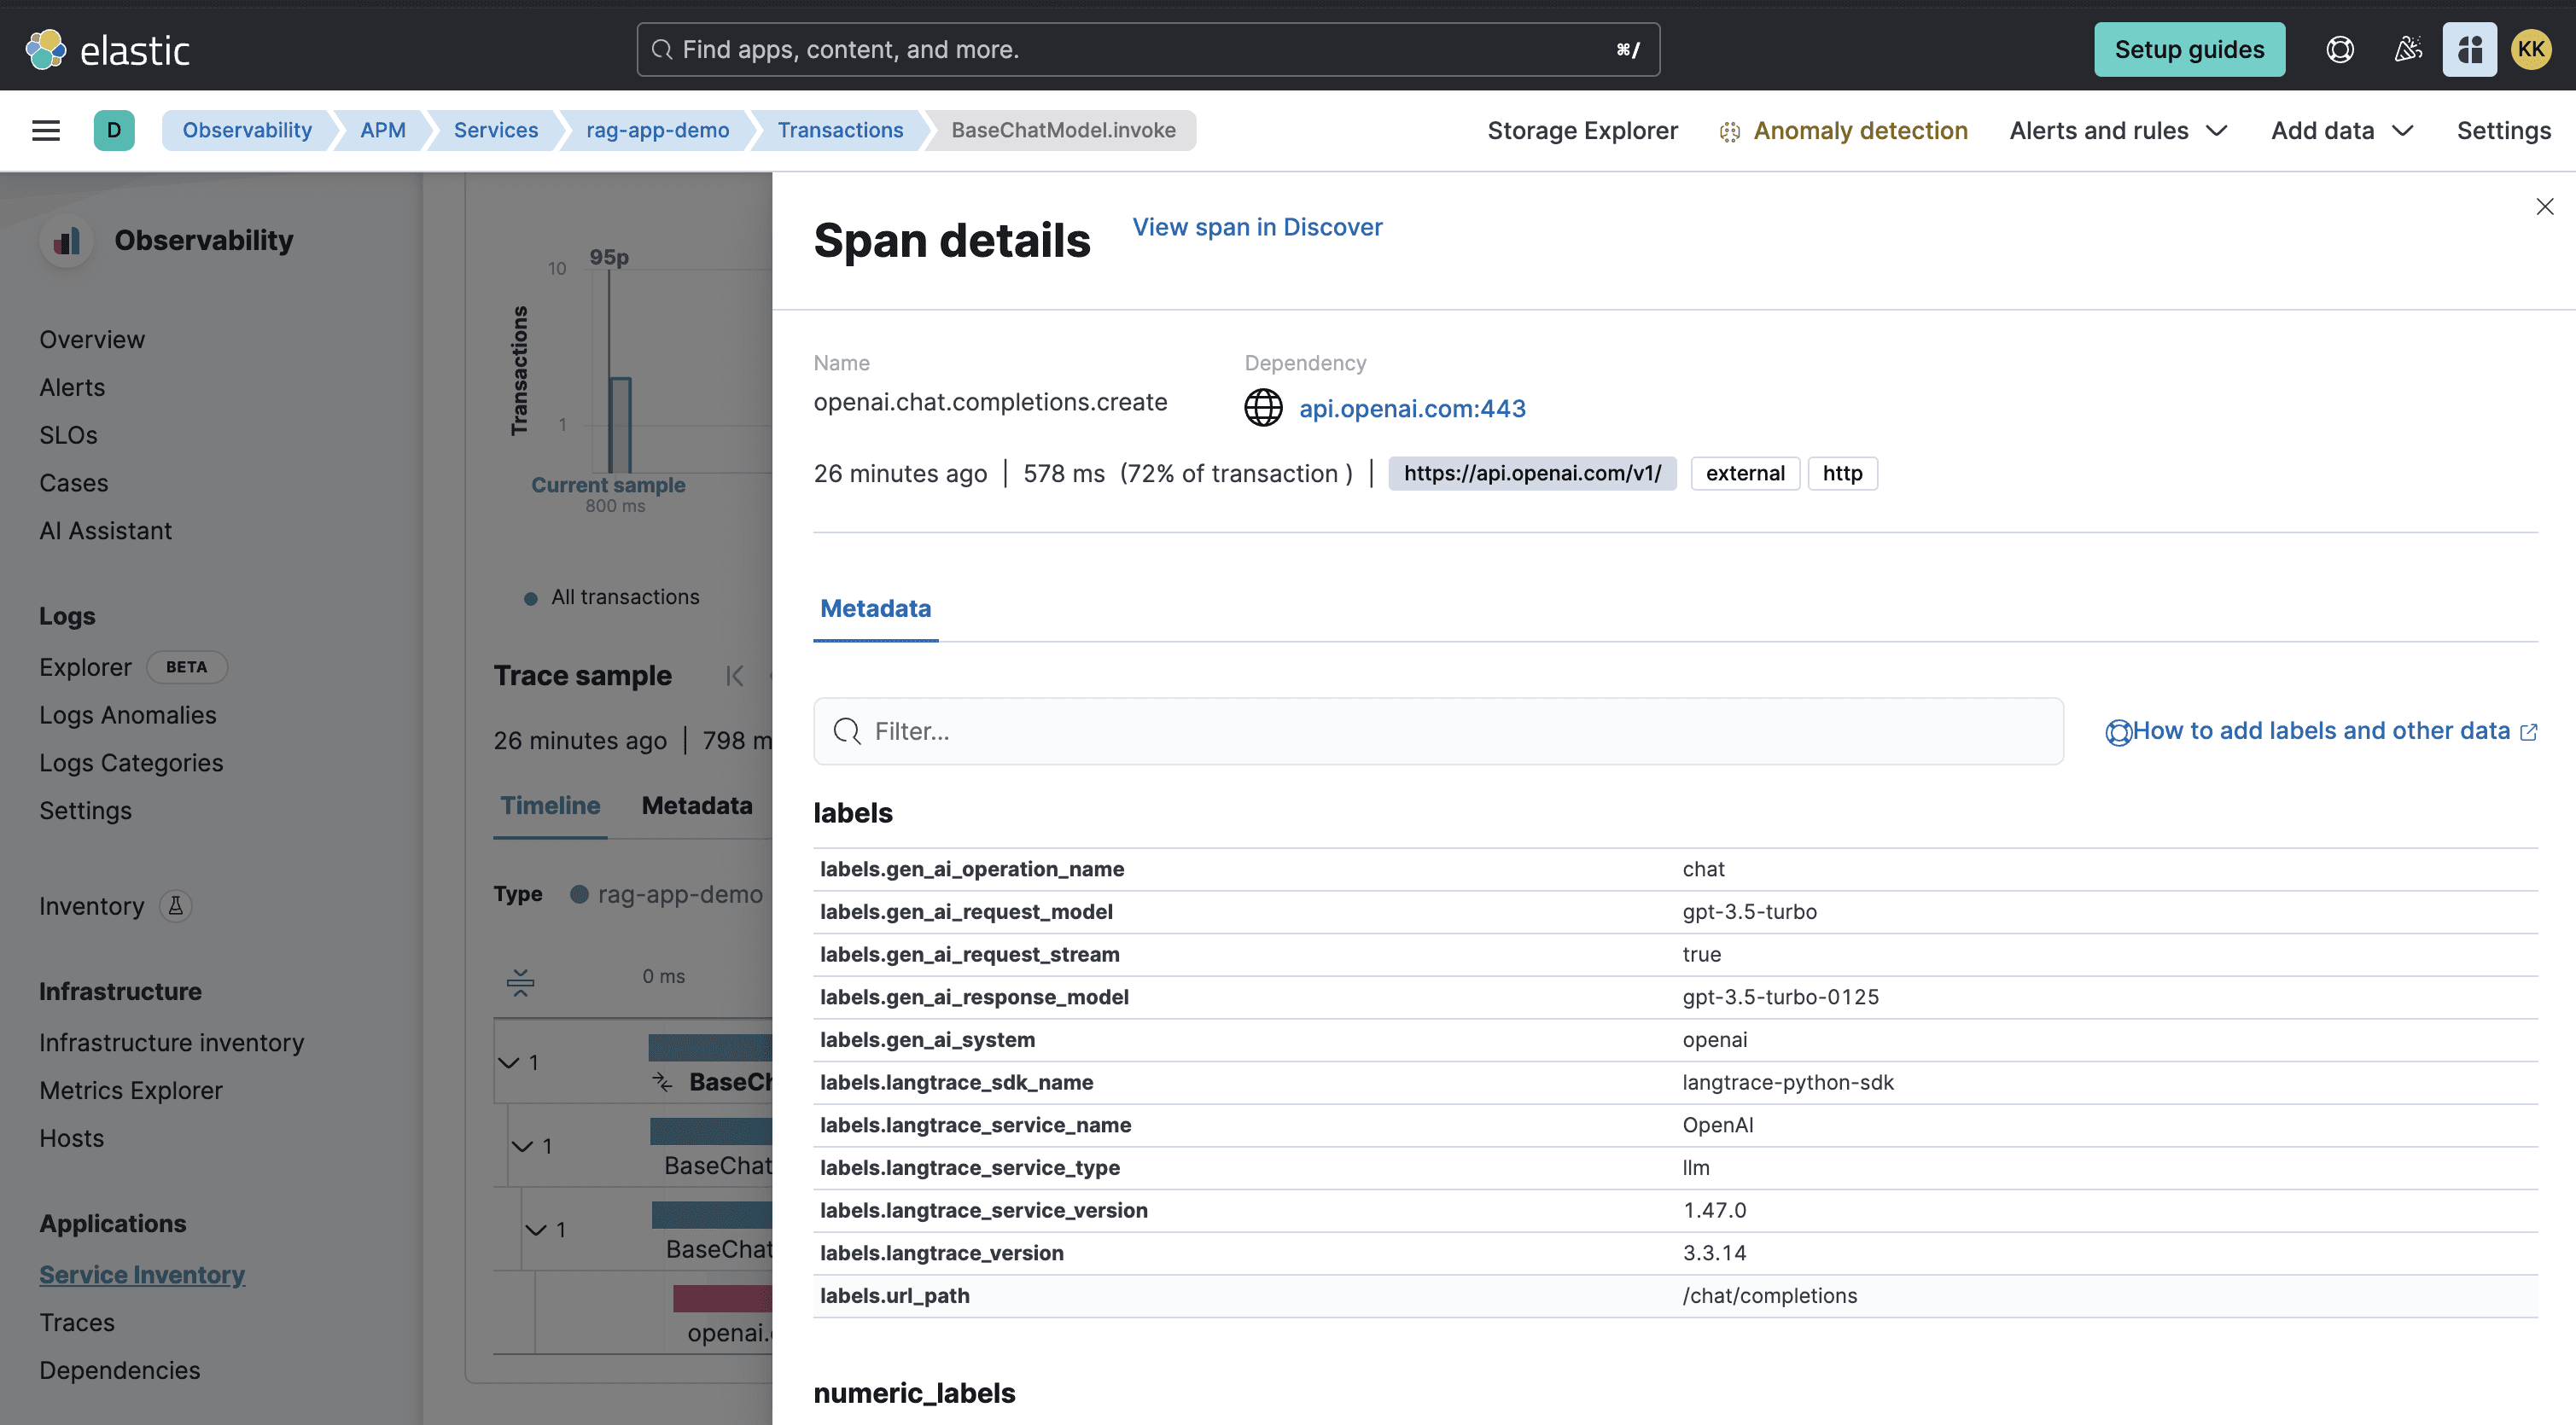 elastic
Find apps, content, and more.
⌘/
Setup guides
KK
D
Observability
APM
Services
rag-app-demo
Transactions
BaseChatModel.invoke
Storage Explorer
Anomaly detection
Alerts and rules
Add data
Settings
Observability
Overview
Alerts
SLOs
Cases
AI Assistant
Logs
Explorer BETA
Logs Anomalies
Logs Categories
Settings
Inventory
Infrastructure
Infrastructure inventory
Metrics Explorer
Hosts
Applications
Service Inventory
Traces
Dependencies
95p
10
Transactions
1
Current sample
800 ms
All transactions
Trace sample
26 minutes ago | 798 m
Timeline
Metadata
Type
rag-app-demo
0 ms
1
BaseCh
1
BaseChat
1
BaseChat
openai.
Span details
View span in Discover
Name
openai.chat.completions.create
Dependency
api.openai.com:443
26 minutes ago | 578 ms (72% of transaction ) | https://api.openai.com/v1/ external http
Metadata
Filter...
How to add labels and other data
labels
labels.gen_ai_operation_name chat
labels.gen_ai_request_model gpt-3.5-turbo
labels.gen_ai_request_stream true
labels.gen_ai_response_model gpt-3.5-turbo-0125
labels.gen_ai_system openai
labels.langtrace_sdk_name langtrace-python-sdk
labels.langtrace_service_name OpenAI
labels.langtrace_service_type llm
labels.langtrace_service_version 1.47.0
labels.langtrace_version 3.3.14
labels.url_path /chat/completions
numeric_labels